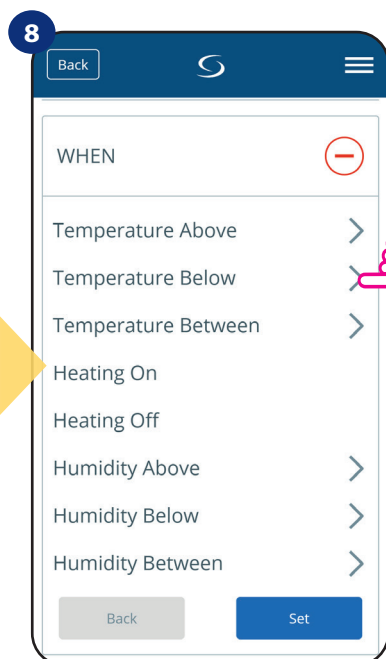 8
Back
WHEN
Temperature Above
Temperature Below
Temperature Between
Heating On
Heating Off
Humidity Above
Humidity Below
Humidity Between
Back Set